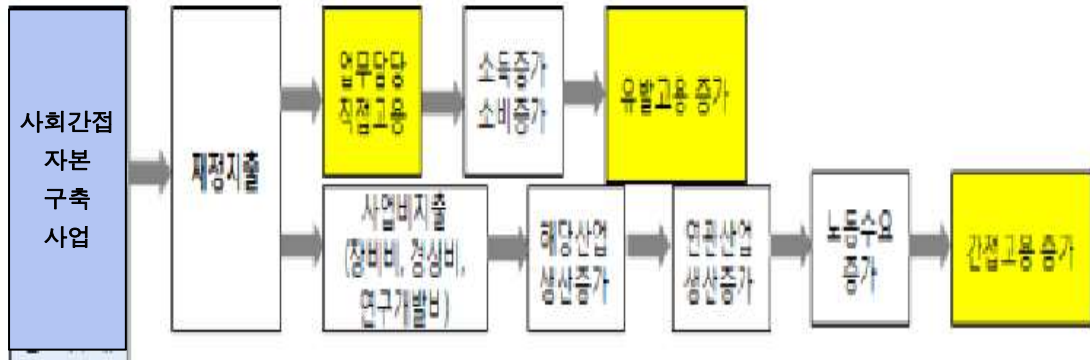 사회간접
자본
구축
사업
재정지출
업무담당
직접고용
소득증가
소비증가
유발고용 증가
사업비지출
(장비비, 경상비,
연구개발비)
해당산업
생산증가
연관산업
생산증가
노동수요
증가
간접고용 증가